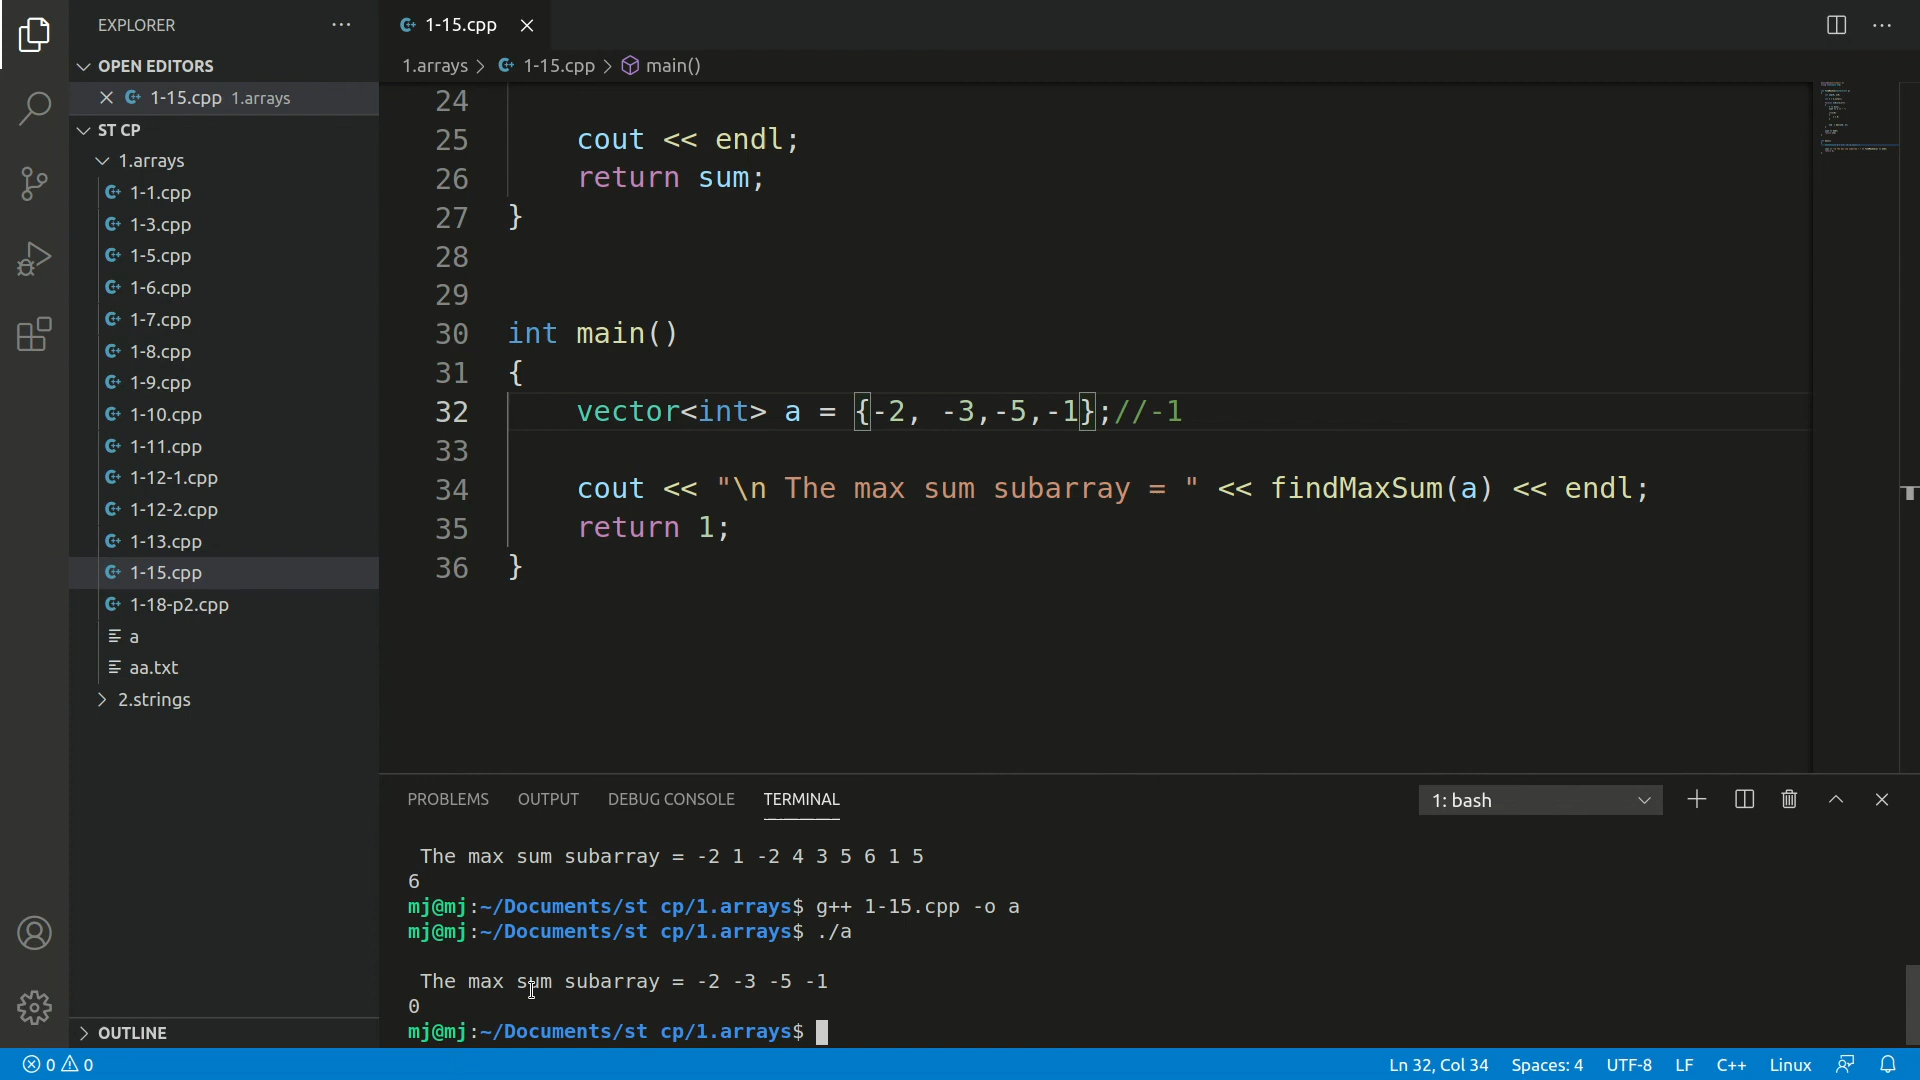 EXPLORER
OPEN EDITORS
1-15.cpp 1.arrays
ST CP
1.arrays
1-1.cpp
1-3.cpp
1-5.cpp
1-6.cpp
1-7.cpp
1-8.cpp
1-9.cpp
1-10.cpp
1-11.cpp
1-12-1.cpp
1-12-2.cpp
1-13.cpp
1-15.cpp
1-18-p2.cpp
a
aa.txt
2.strings
OUTLINE
1-15.cpp
1.arrays > 1-15.cpp > main()
24
25 cout << endl;
26 return sum;
27 }
28
29
30 int main()
31 {
32 vector<int> a = {-2, -3,-5,-1};//-1
33
34 cout << "\n The max sum subarray = " << findMaxSum(a) << endl;
35 return 1;
36 }
PROBLEMS OUTPUT DEBUG CONSOLE TERMINAL 1: bash
The max sum subarray = -2 1 -2 4 3 5 6 1 5
6
mj@mj:~/Documents/st cp/1.arrays$ g++ 1-15.cpp -o a
mj@mj:~/Documents/st cp/1.arrays$ ./a
The max sum subarray = -2 -3 -5 -1
0
mj@mj:~/Documents/st cp/1.arrays$
0 0 Ln 32, Col 34 Spaces: 4 UTF-8 LF C++ Linux